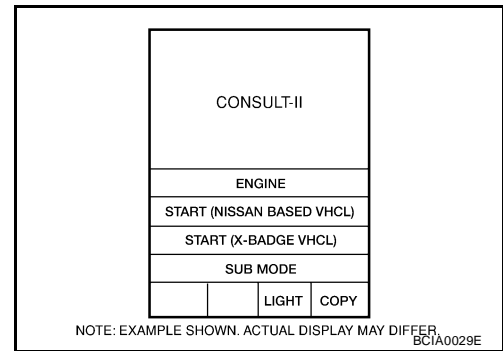 CONSULT-II
ENGINE
START (NISSAN BASED VHCL)
START (X-BADGE VHCL)
SUB MODE
LIGHT COPY
NOTE: EXAMPLE SHOWN. ACTUAL DISPLAY MAY DIFFER.
BCIA0029E